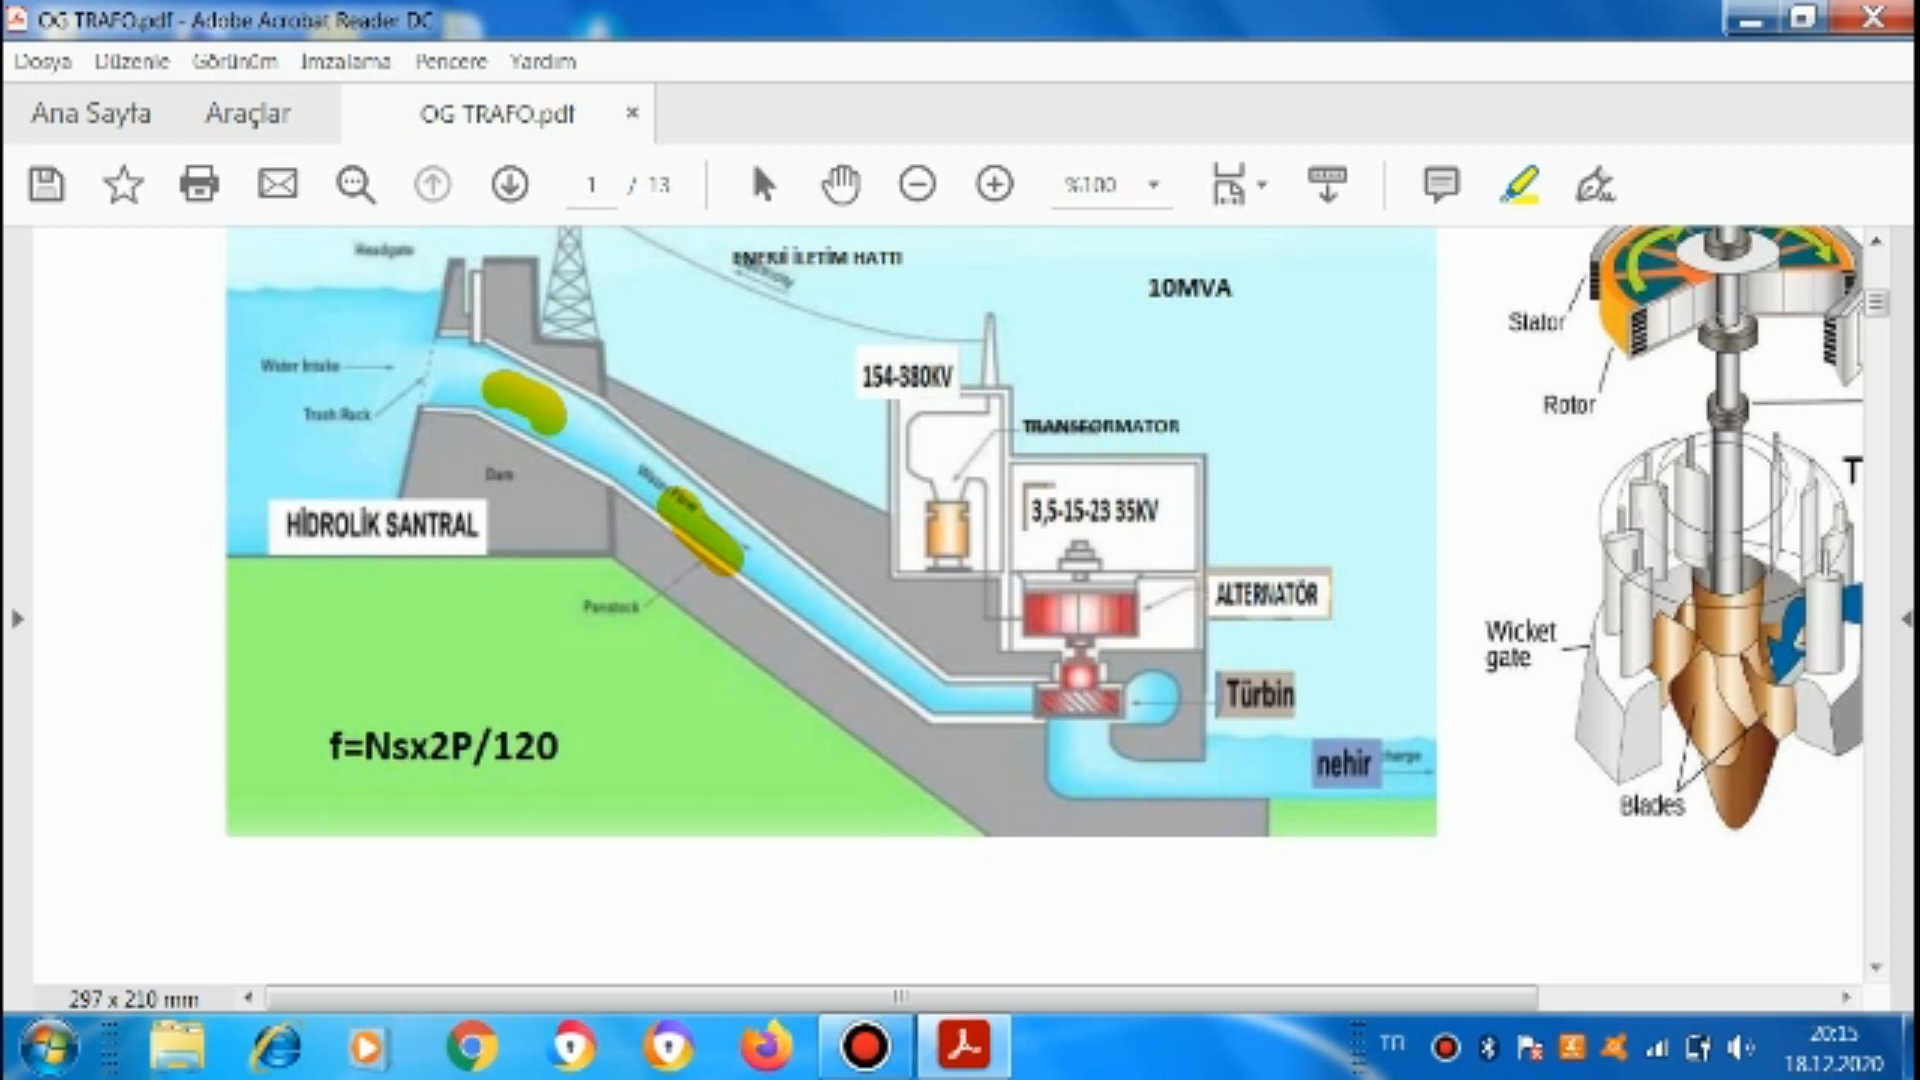 OG TRAFO.pdf - Adobe Acrobat Reader DC
Dosya Düzenle Görünüm İmzalama Pencere Yardım
Ana Sayfa Araçlar OG TRAFO.pdf ×
1 / 13 %100
Headgate
ENERJİ İLETİM HATTI
10MVA
Water Intake
154-380KV
Trash Rack
TRANSFORMATOR
Dam
Water Flow
3,5-15-23 35KV
HİDROLİK SANTRAL
Penstock
ALTERNATÖR
Türbin
f=Nsx2P/120
nehir
Stator
Rotor
T
Wicket
gate
Blades
297 x 210 mm
TR
20:15
18.12.2020